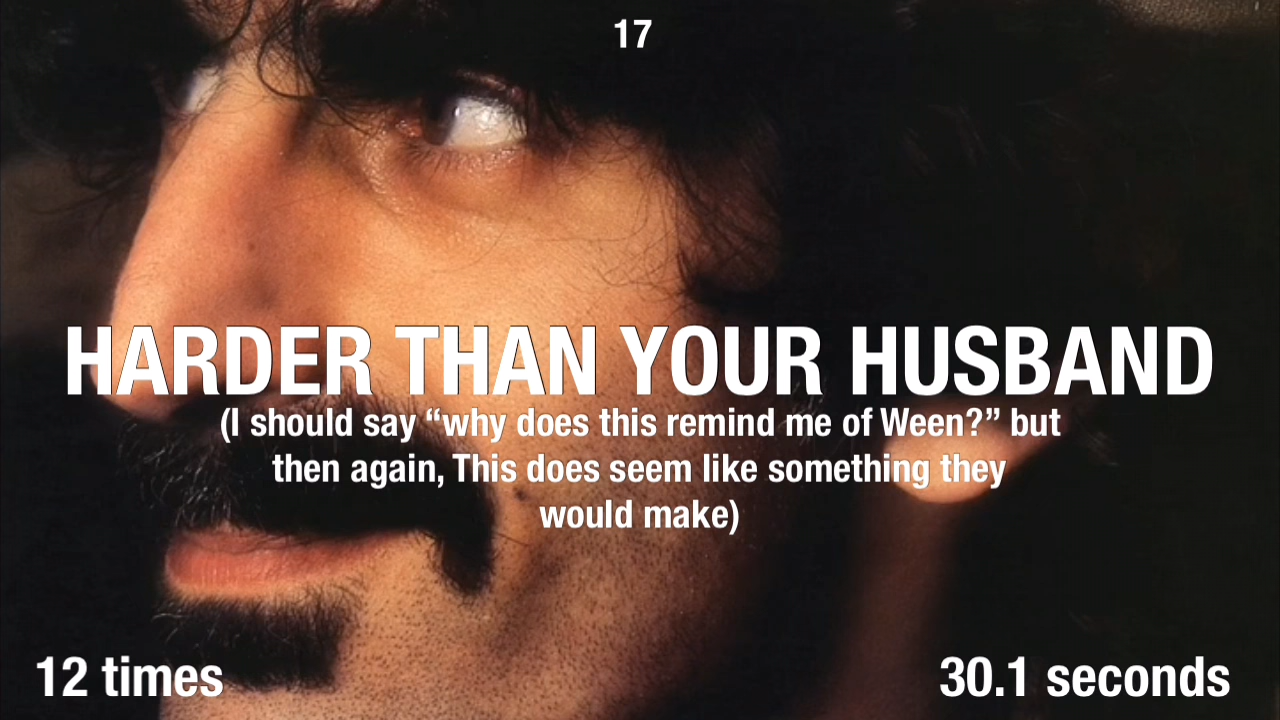 17
HARDER THAN YOUR HUSBAND
(I should say “why does this remind me of Ween?” but
then again, This does seem like something they
would make)
12 times
30.1 seconds